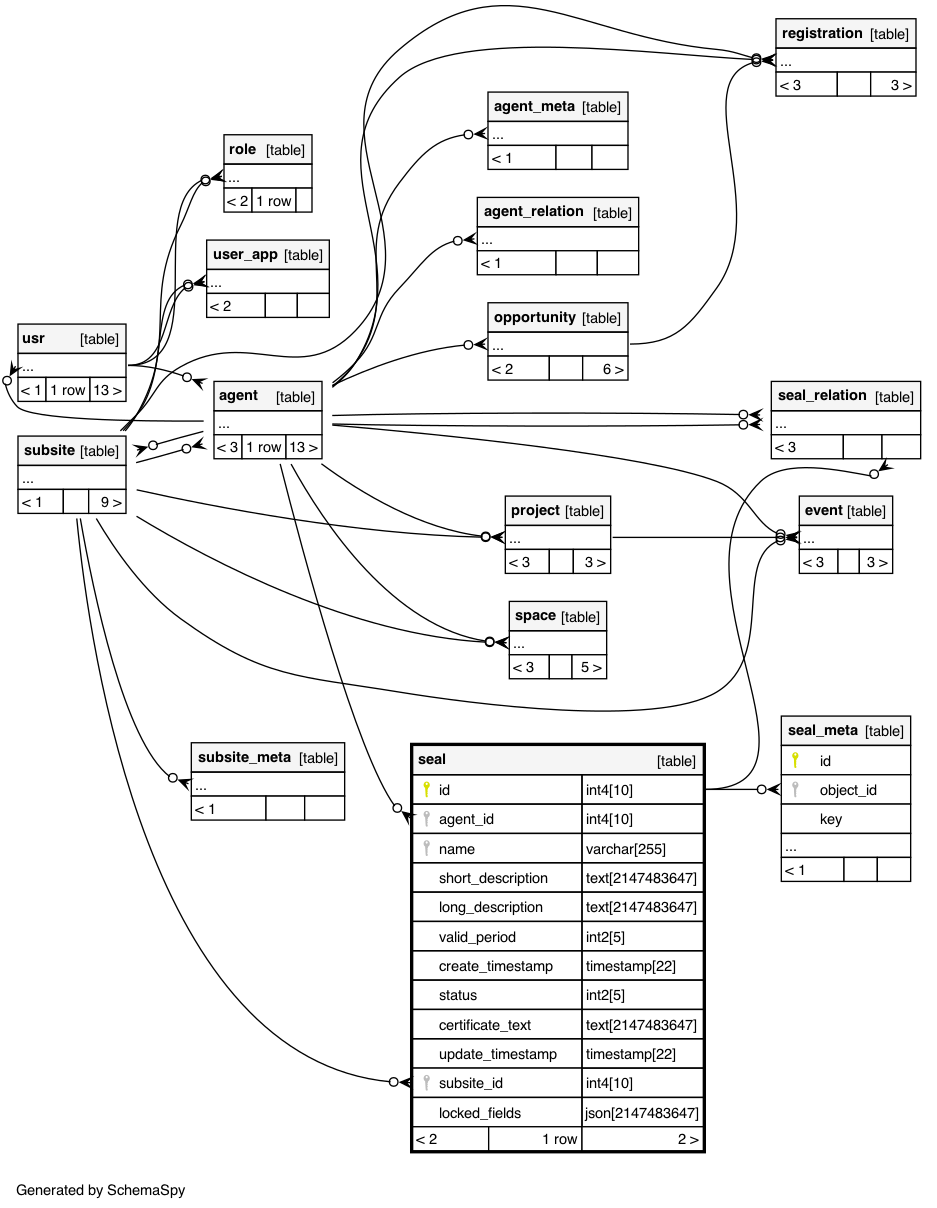 registration [table]
...
< 3 3 >
agent_meta [table]
...
< 1
role [table]
...
< 2 1 row
agent_relation [table]
...
< 1
user_app [table]
...
< 2
opportunity [table]
...
< 2 6 >
usr [table]
...
< 1 1 row 13 >
agent [table]
...
< 3 1 row 13 >
seal_relation [table]
...
< 3
subsite [table]
...
< 1 9 >
project [table]
...
< 3 3 >
event [table]
...
< 3 3 >
space [table]
...
< 3 5 >
subsite_meta [table]
...
< 1
seal [table]
id int4[10]
agent_id int4[10]
name varchar[255]
short_description text[2147483647]
long_description text[2147483647]
valid_period int2[5]
create_timestamp timestamp[22]
status int2[5]
certificate_text text[2147483647]
update_timestamp timestamp[22]
subsite_id int4[10]
locked_fields json[2147483647]
< 2 1 row 2 >
seal_meta [table]
id
object_id
key
...
< 1
Generated by SchemaSpy